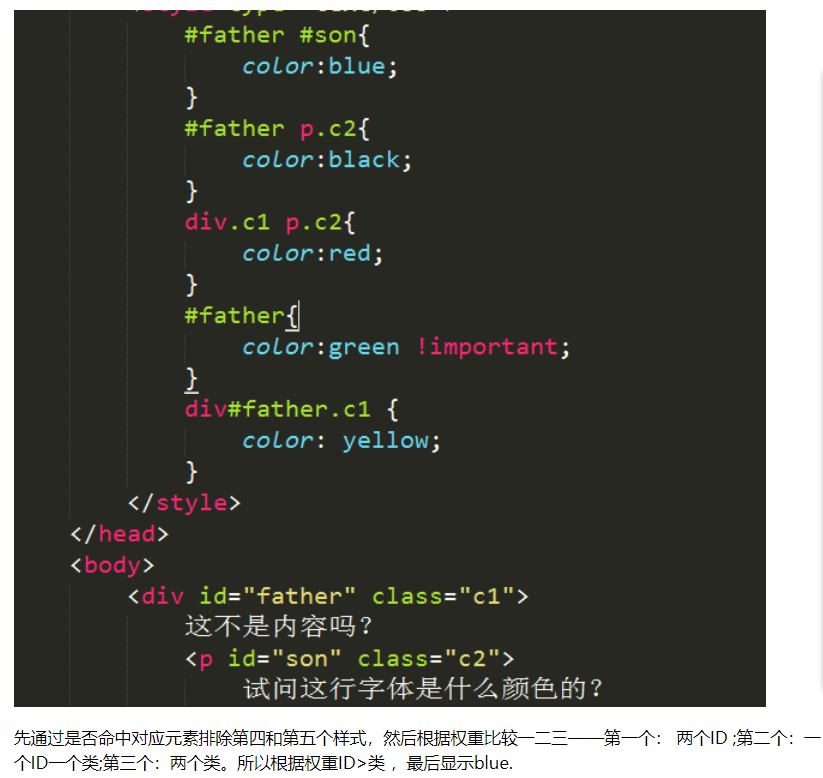 #father #son{
color:blue;
}
#father p.c2{
color:black;
}
div.c1 p.c2{
color:red;
}
#father{
color:green !important;
}
div#father.c1 {
color: yellow;
}
</style>
</head>
<body>
<div id="father" class="c1">
这不是内容吗?
<p id="son" class="c2">
试问这行字体是什么颜色的?
先通过是否命中对应元素排除第四和第五个样式，然后根据权重比较一二三——第一个： 两个ID ;第二个：一
个ID一个类;第三个：两个类。所以根据权重ID>类 ，最后显示blue.